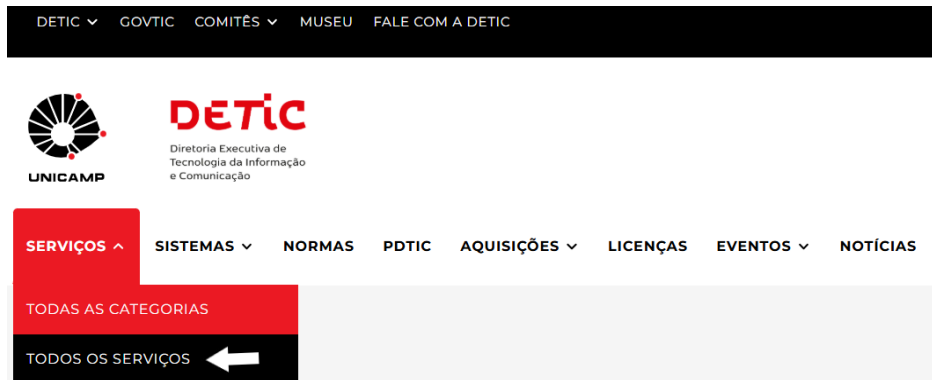 DETIC GOVTIC COMITÊS MUSEU FALE COM A DETIC
UNICAMP
DETiC
Diretoria Executiva de
Tecnologia da Informação
e Comunicação
SERVIÇOS SISTEMAS NORMAS PDTIC AQUISIÇÕES LICENÇAS EVENTOS NOTÍCIAS
TODAS AS CATEGORIAS
TODOS OS SERVIÇOS